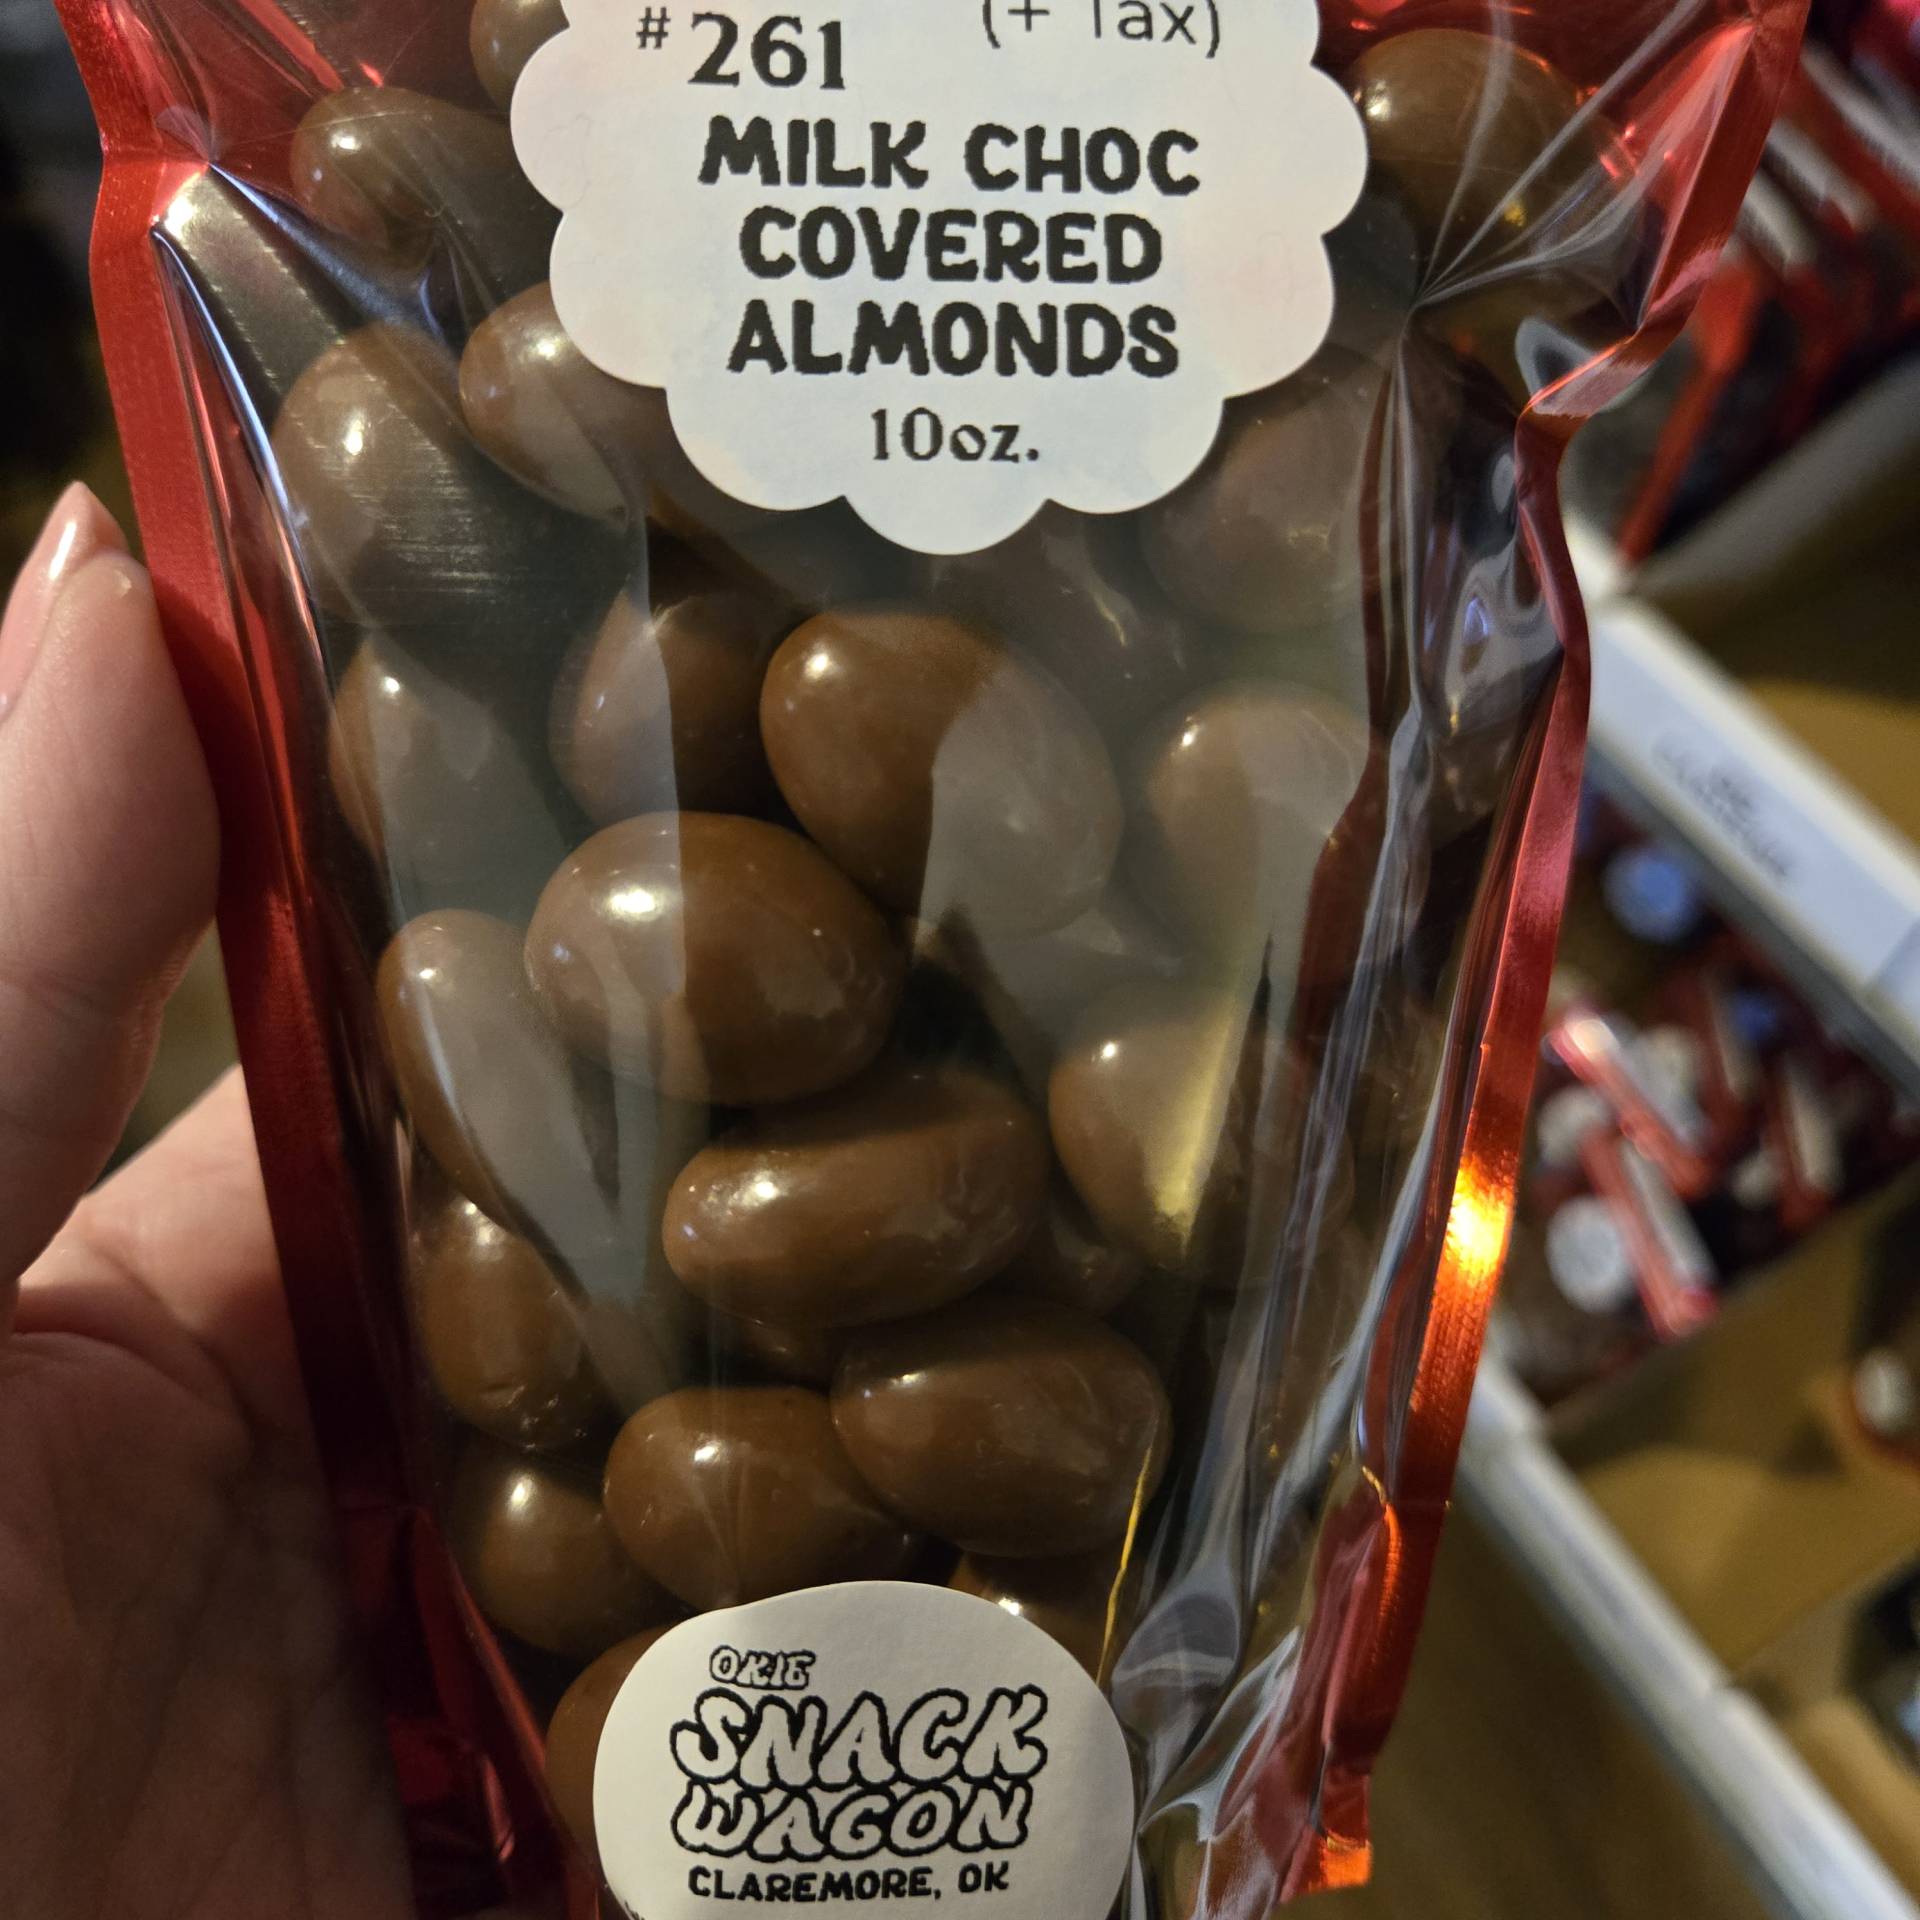 #261 (+ Tax)
MILK CHOC
COVERED
ALMONDS
10oz.
OKIE
SNACK
WAGON
CLAREMORE, OK